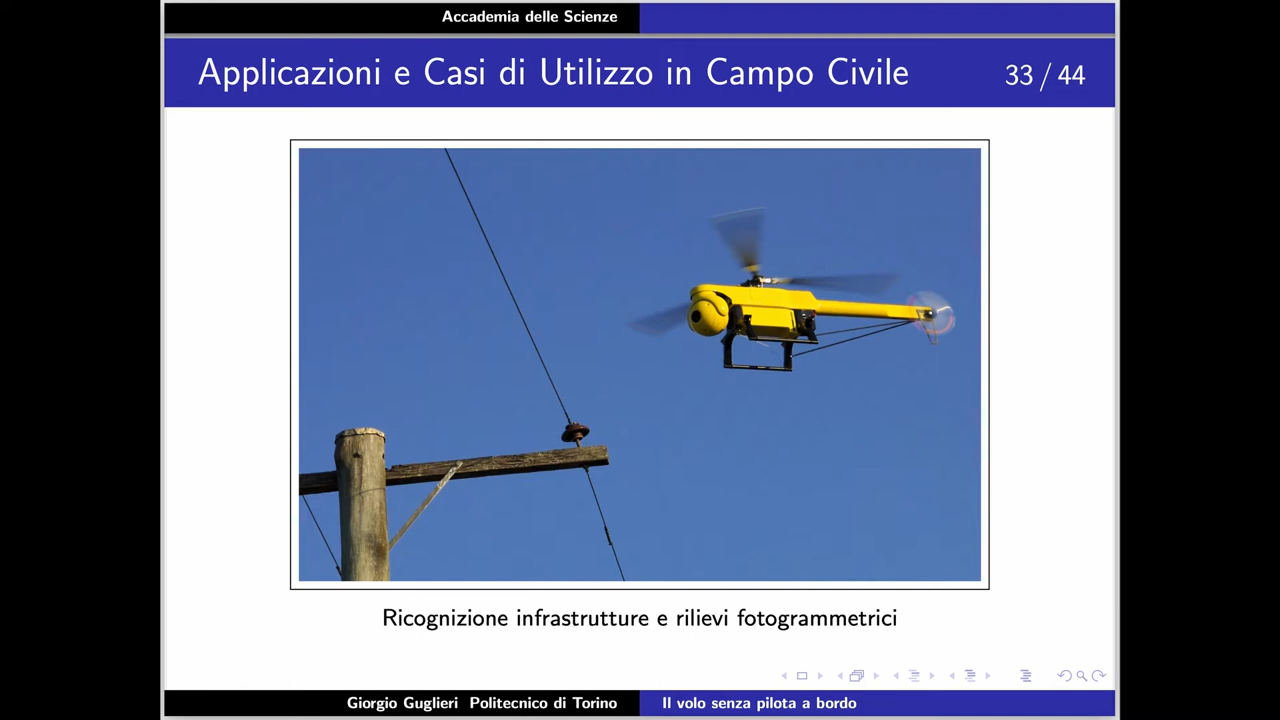 Accademia delle Scienze
Applicazioni e Casi di Utilizzo in Campo Civile 33 / 44
Ricognizione infrastrutture e rilievi fotogrammetrici
Giorgio Guglieri Politecnico di Torino Il volo senza pilota a bordo